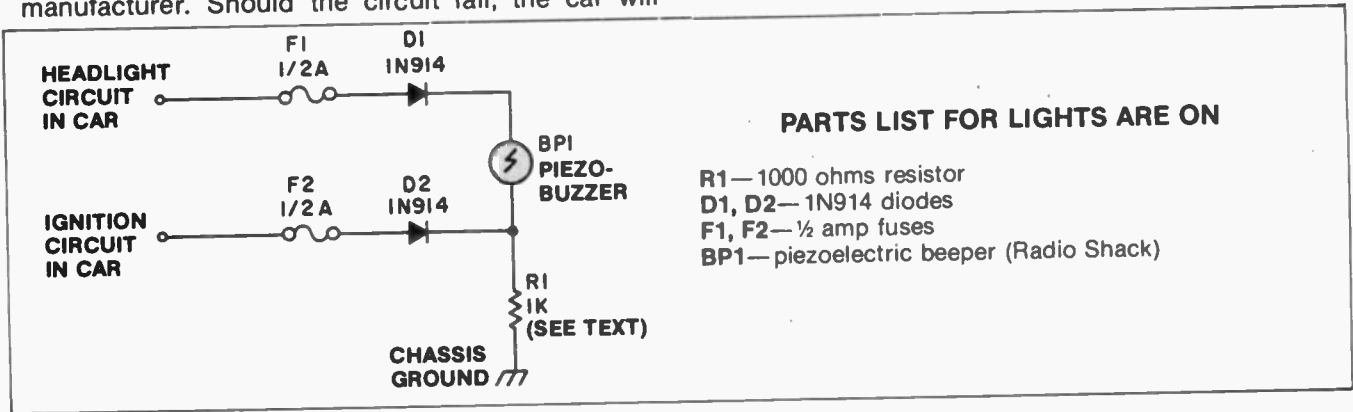 manufacturer. Should the circuit fail, the car will
HEADLIGHT
CIRCUIT
IN CAR
F1
1/2A
D1
1N914
BP1
PIEZO-
BUZZER
IGNITION
CIRCUIT
IN CAR
F2
1/2A
D2
1N914
R1
1K
(SEE TEXT)
CHASSIS
GROUND
PARTS LIST FOR LIGHTS ARE ON
R1—1000 ohms resistor
D1, D2—1N914 diodes
F1, F2—½ amp fuses
BP1—piezoelectric beeper (Radio Shack)